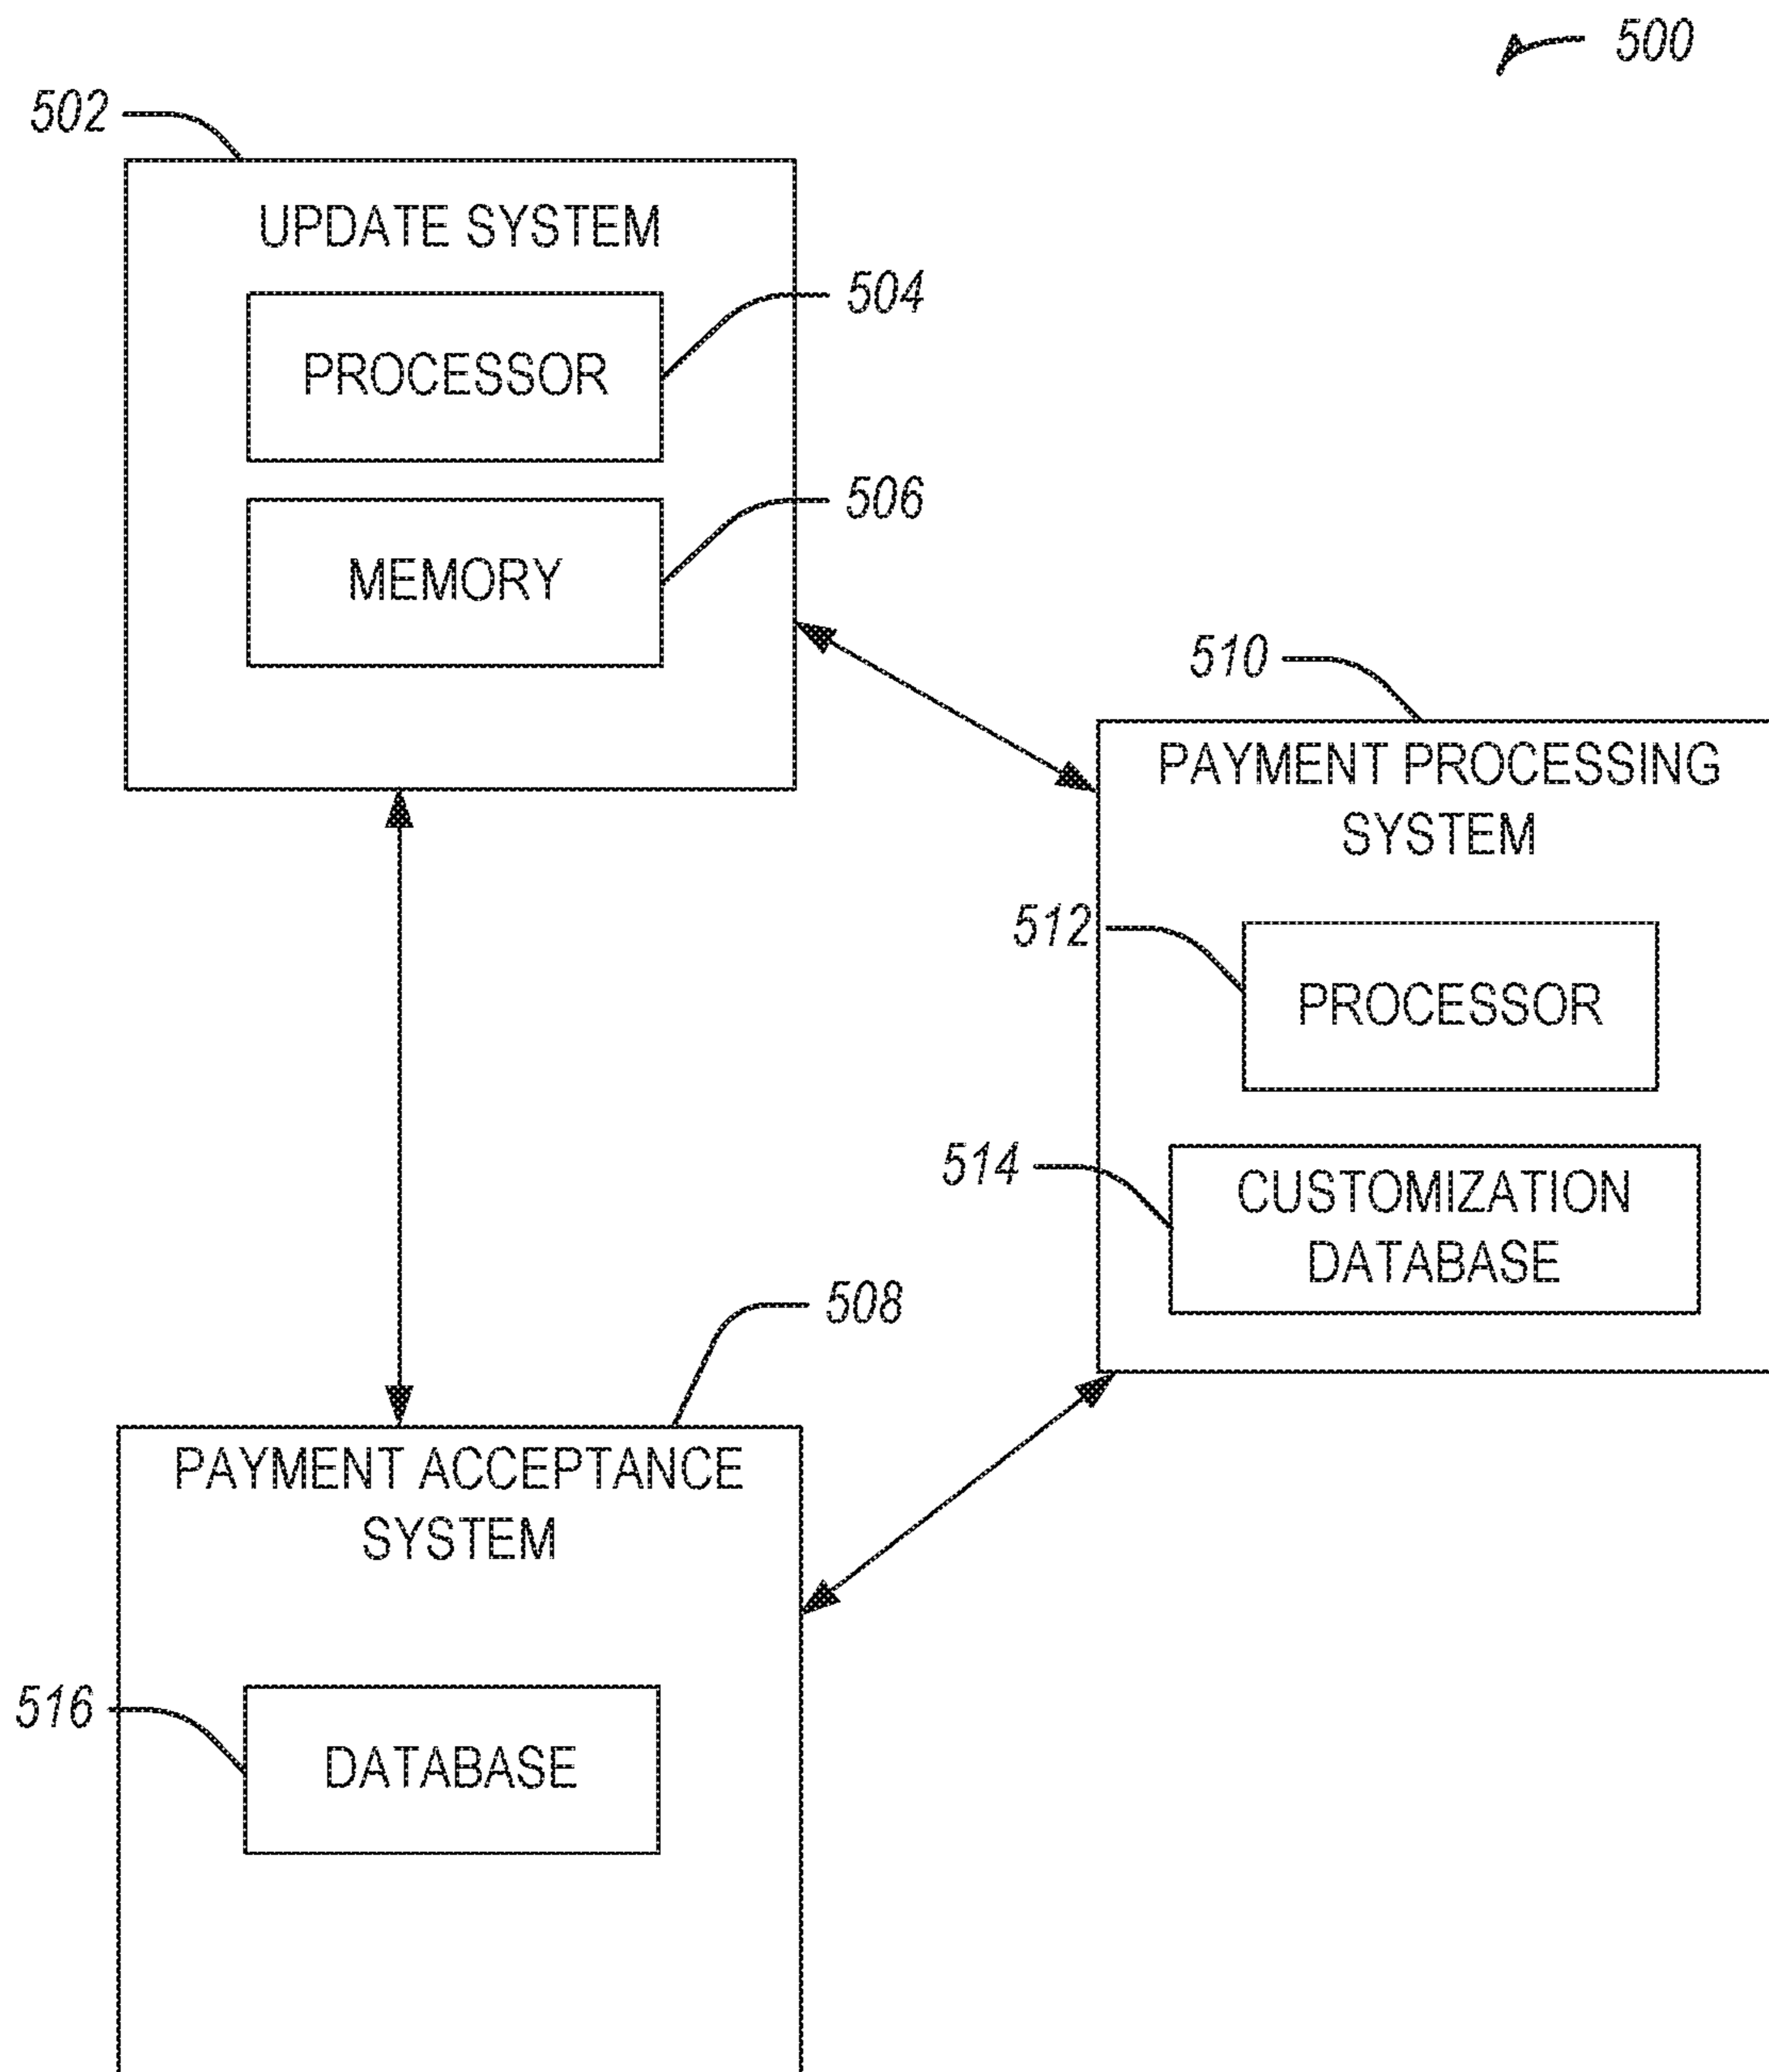 500
502
UPDATE SYSTEM
504
PROCESSOR
506
MEMORY
510
PAYMENT PROCESSING
SYSTEM
512
PROCESSOR
514
CUSTOMIZATION
DATABASE
508
PAYMENT ACCEPTANCE
SYSTEM
516
DATABASE